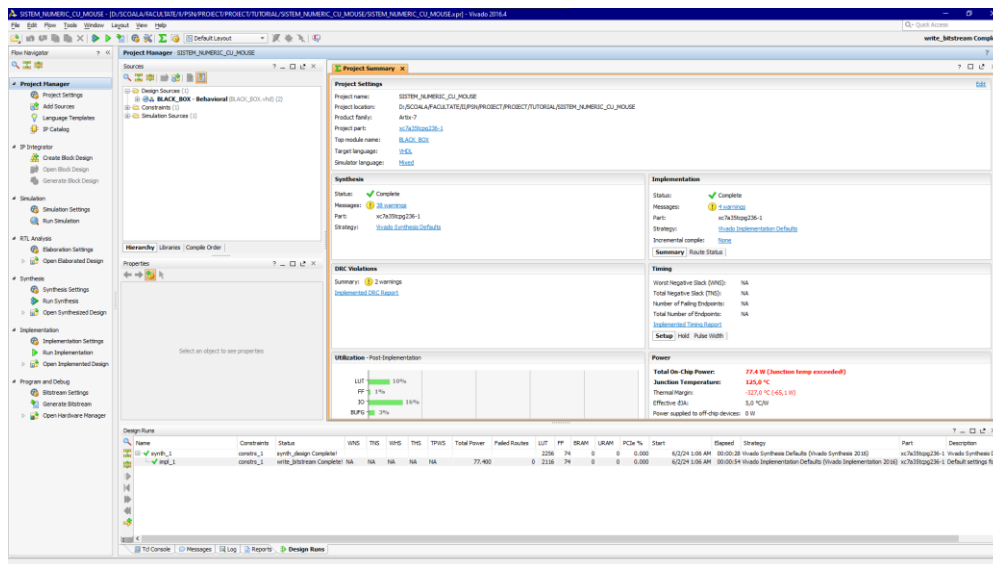 SISTEM_NUMERIC_CU_MOUSE - [D:/SCOALA/FACULTATE/II/PSN/PROIECT/PROIECT/TUTORIAL/SISTEM_NUMERIC_CU_MOUSE/SISTEM_NUMERIC_CU_MOUSE.xpr] - Vivado 2016.4
File Edit Flow Tools Window Layout View Help
Q- Quick Access
Default Layout
write_bitstream Compl
Flow Navigator
Project Manager
Project Settings
Add Sources
Language Templates
IP Catalog
IP Integrator
Create Block Design
Open Block Design
Generate Block Design
Simulation
Simulation Settings
Run Simulation
RTL Analysis
Elaboration Settings
Open Elaborated Design
Synthesis
Synthesis Settings
Run Synthesis
Open Synthesized Design
Implementation
Implementation Settings
Run Implementation
Open Implemented Design
Program and Debug
Bitstream Settings
Generate Bitstream
Open Hardware Manager
Project Manager - SISTEM_NUMERIC_CU_MOUSE
Sources
Design Sources (1)
BLACK_BOX - Behavioral (BLACK_BOX.vhd) (2)
Constraints (1)
Simulation Sources (1)
Hierarchy Libraries Compile Order
Properties
Select an object to see properties
Project Summary
Project Settings Edit
Project name: SISTEM_NUMERIC_CU_MOUSE
Project location: D:/SCOALA/FACULTATE/II/PSN/PROIECT/PROIECT/TUTORIAL/SISTEM_NUMERIC_CU_MOUSE
Product family: Artix-7
Project part: xc7a35tcpg236-1
Top module name: BLACK_BOX
Target language: VHDL
Simulator language: Mixed
Synthesis
Status: Complete
Messages: 38 warnings
Part: xc7a35tcpg236-1
Strategy: Vivado Synthesis Defaults
Implementation
Status: Complete
Messages: 4 warnings
Part: xc7a35tcpg236-1
Strategy: Vivado Implementation Defaults
Incremental compile: None
Summary Route Status
DRC Violations
Summary: 2 warnings
Implemented DRC Report
Timing
Worst Negative Slack (WNS): NA
Total Negative Slack (TNS): NA
Number of Failing Endpoints: NA
Total Number of Endpoints: NA
Implemented Timing Report
Setup Hold Pulse Width
Utilization - Post-Implementation
LUT 10%
FF 1%
IO 16%
BUFG 3%
Power
Total On-Chip Power: 77.4 W (Junction temp exceeded!)
Junction Temperature: 125,0 °C
Thermal Margin: -327,0 °C (-65,1 W)
Effective ϑJA: 5,0 °C/W
Power supplied to off-chip devices: 0 W
Design Runs
Name Constraints Status WNS TNS WHS THS TPWS Total Power Failed Routes LUT FF BRAM URAM PCIe % Start Elapsed Strategy Part Description
synth_1 constrs_1 synth_design Complete! 2256 74 0 0 0.000 6/2/24 1:06 AM 00:00:28 Vivado Synthesis Defaults (Vivado Synthesis 2016) xc7a35tcpg236-1 Vivado Synthesis D
impl_1 constrs_1 write_bitstream Complete! NA NA NA NA NA 77.400 0 2116 74 0 0 0.000 6/2/24 1:06 AM 00:00:54 Vivado Implementation Defaults (Vivado Implementation 2016) xc7a35tcpg236-1 Default settings fo
Tcl Console Messages Log Reports Design Runs